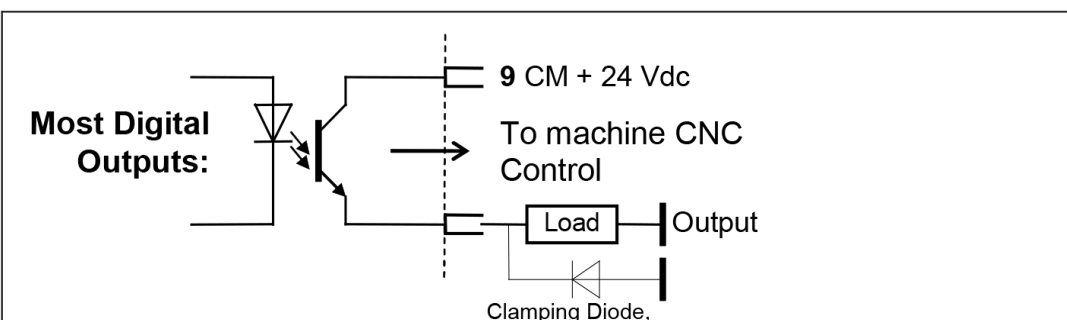 9 CM + 24 Vdc
Most Digital
Outputs:
To machine CNC
Control
Load
Output
Clamping Diode,